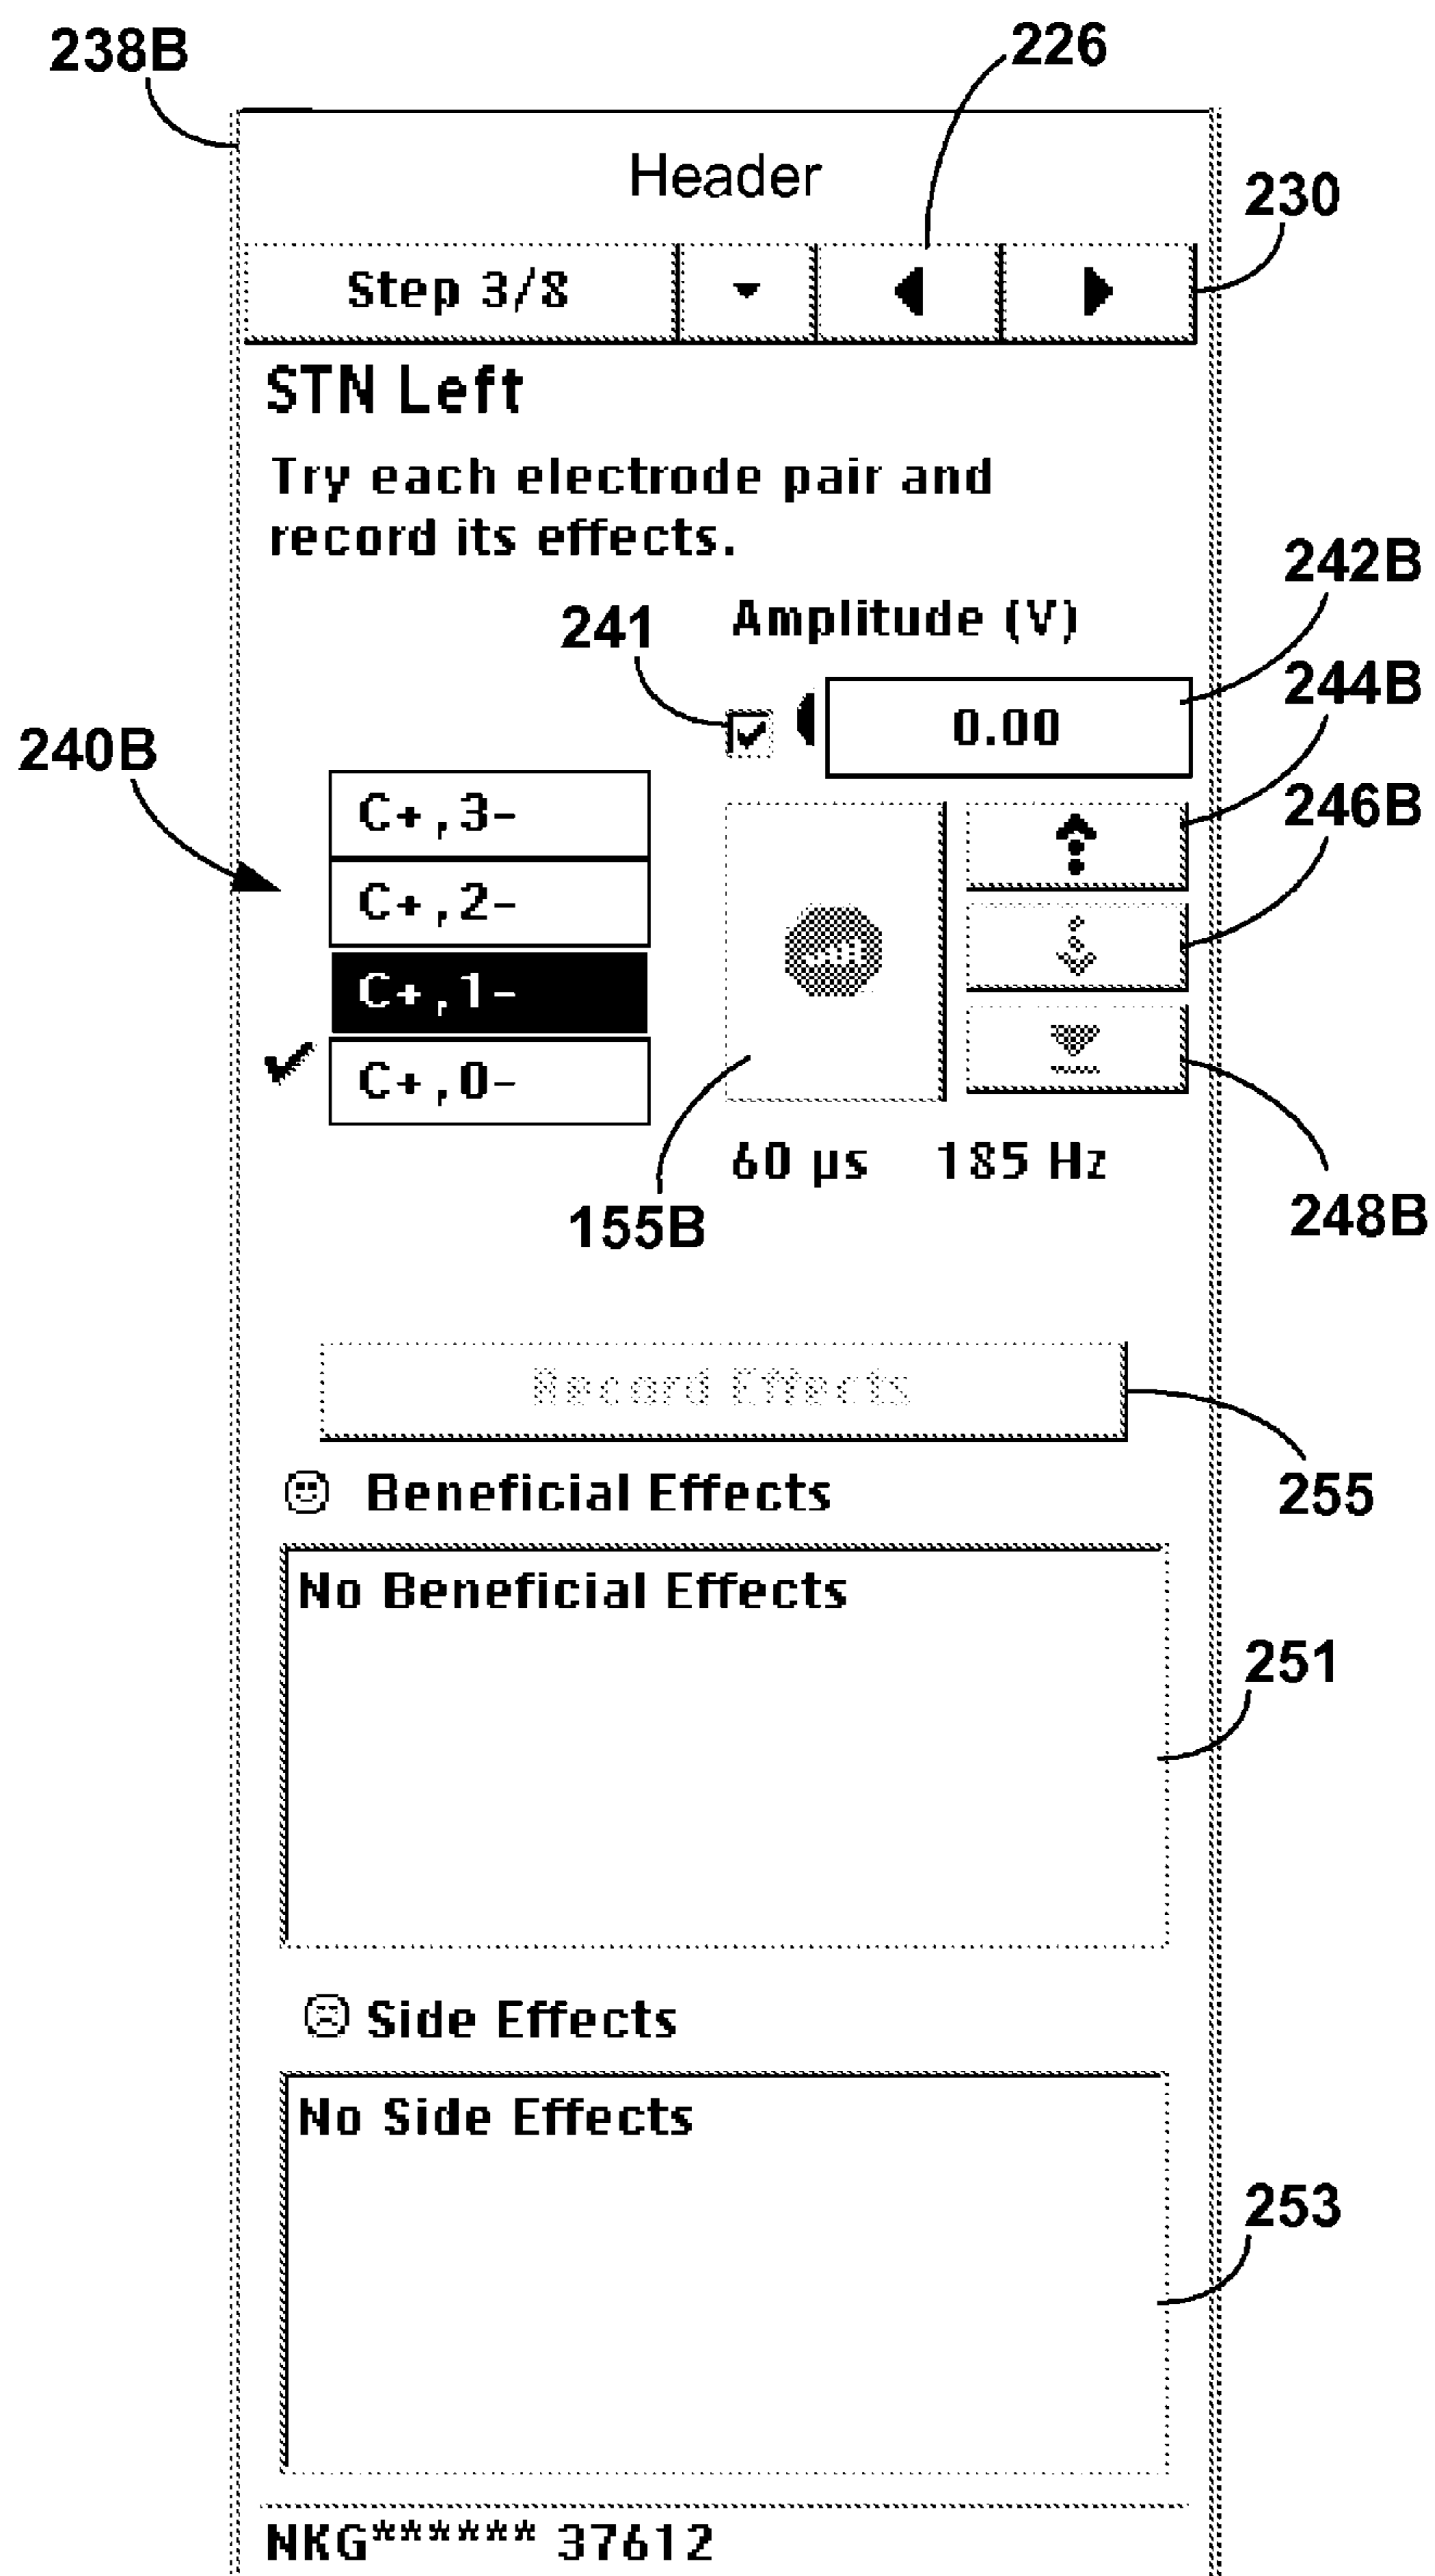 238B
226
Header
230
Step 3/8
STN Left
Try each electrode pair and
record its effects.
242B
241
Amplitude (V)
244B
0.00
240B
246B
C+,3-
C+,2-
C+,1-
C+,0-
60 µs 185 Hz
155B
248B
Record Effects
255
Beneficial Effects
No Beneficial Effects
251
Side Effects
No Side Effects
253
NKG****** 37612